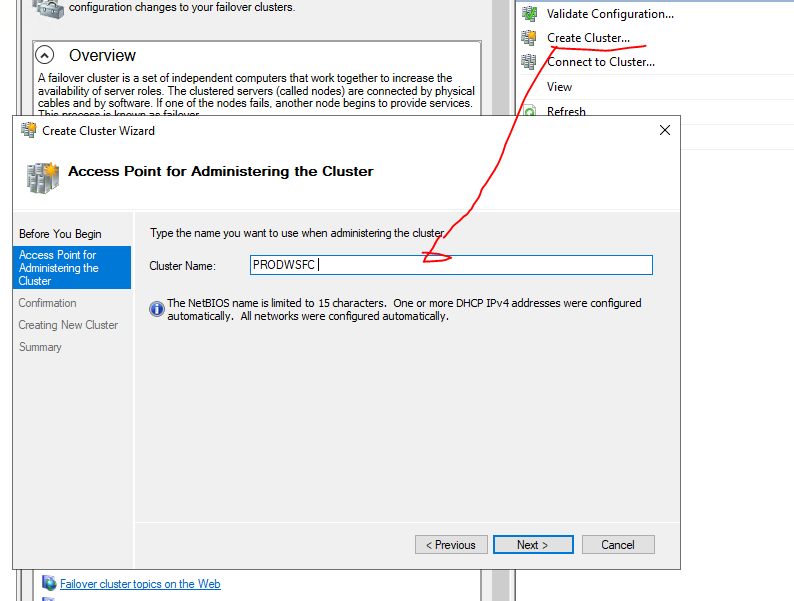 configuration changes to your failover clusters.
Overview
A failover cluster is a set of independent computers that work together to increase the
availability of server roles. The clustered servers (called nodes) are connected by physical
cables and by software. If one of the nodes fails, another node begins to provide services.
This process is known as failover.
Validate Configuration...
Create Cluster...
Connect to Cluster...
View
Refresh
Create Cluster Wizard
Access Point for Administering the Cluster
Before You Begin
Access Point for
Administering the
Cluster
Confirmation
Creating New Cluster
Summary
Type the name you want to use when administering the cluster.
Cluster Name:
PRODWSFC
The NetBIOS name is limited to 15 characters. One or more DHCP IPv4 addresses were configured
automatically. All networks were configured automatically.
< Previous
Next >
Cancel
Failover cluster topics on the Web